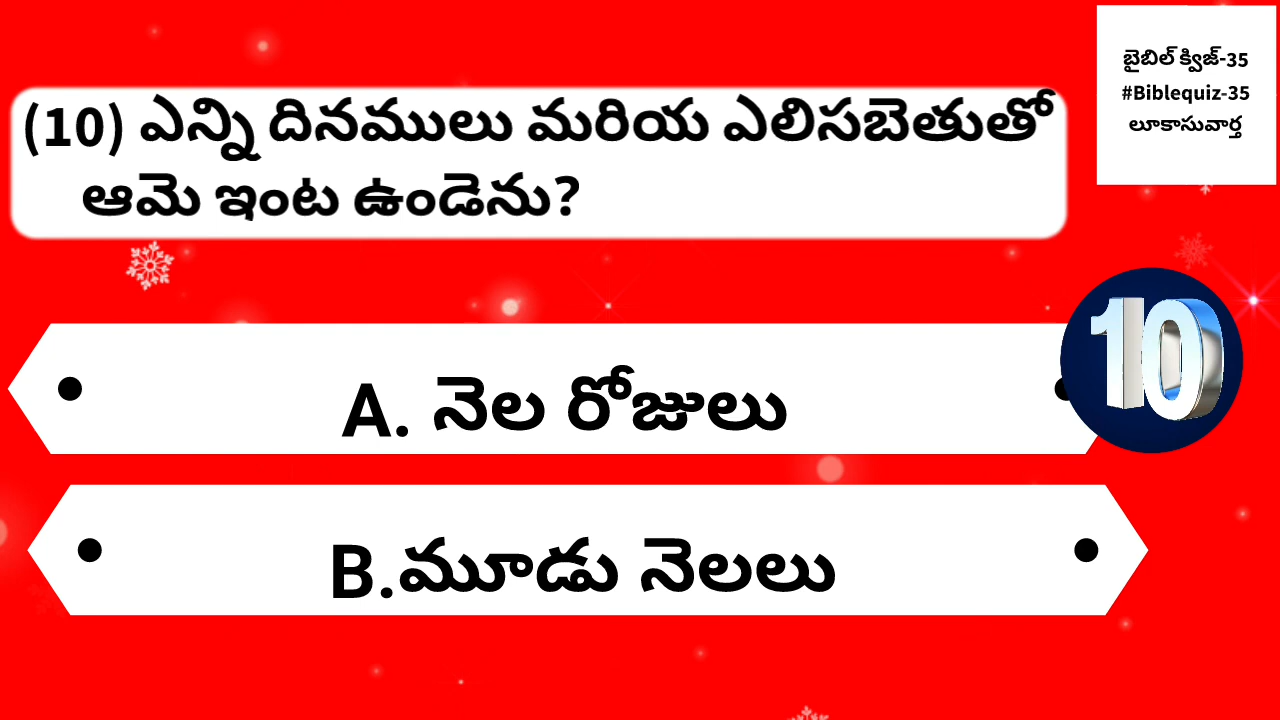 (10) ఎన్ని దినములు మరియ ఎలిసబెతుతో
ఆమె ఇంట ఉండెను?
బైబిల్ క్విజ్-35
#Biblequiz-35
లూకాసువార్త
10
A. నెల రోజులు
B.మూడు నెలలు